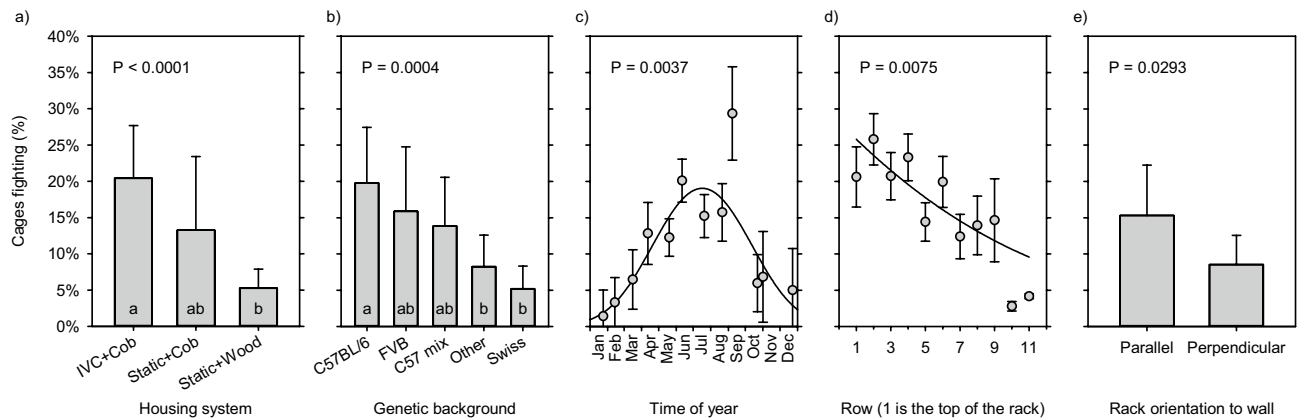 a)
b)
c)
d)
e)
Cages fighting (%)
40%
35%
30%
25%
20%
15%
10%
5%
0%
P < 0.0001
a
ab
b
IVC+Cob
Static+Cob
Static+Wood
Housing system
P = 0.0004
a
ab
ab
b
b
C57BL/6
FVB
C57 mix
Other
Swiss
Genetic background
P = 0.0037
Jan
Feb
Mar
Apr
May
Jun
Jul
Aug
Sep
Oct
Nov
Dec
Time of year
P = 0.0075
1
3
5
7
9
11
Row (1 is the top of the rack)
P = 0.0293
Parallel
Perpendicular
Rack orientation to wall